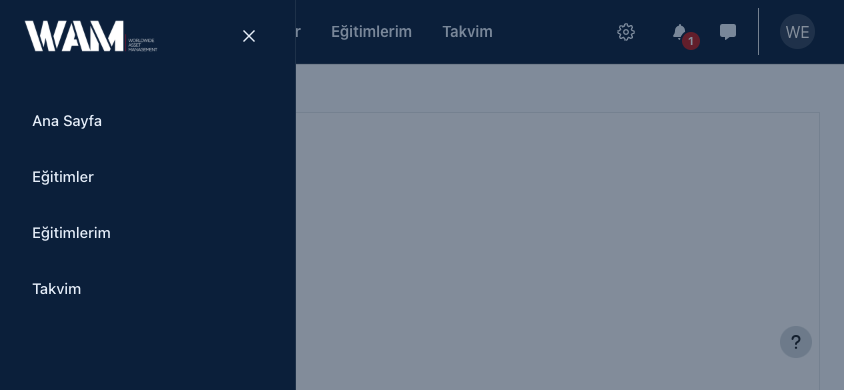 WAM
WORLDWIDE
ASSET
MANAGEMENT
r
Eğitimlerim
Takvim
1
WE
Ana Sayfa
Eğitimler
Eğitimlerim
Takvim
?